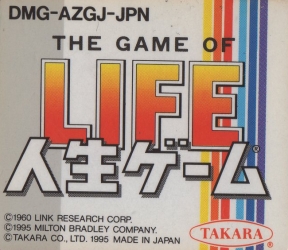 DMG-AZGJ-JPN
THE GAME OF
LIFE
人生ゲーム®
©1960 LINK RESEARCH CORP.
©1995 MILTON BRADLEY COMPANY.
©TAKARA CO., LTD. 1995 MADE IN JAPAN
TAKARA®